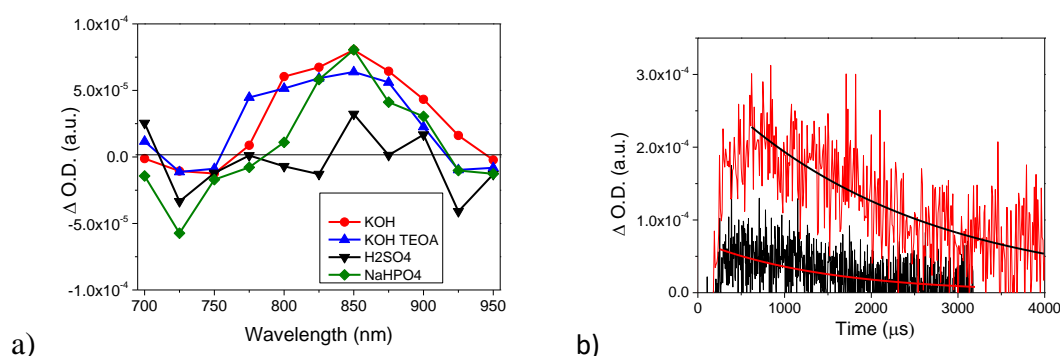 1.0x10⁻⁴
5.0x10⁻⁵
0.0
-5.0x10⁻⁵
-1.0x10⁻⁴
Δ O.D. (a.u.)
KOH
KOH TEOA
H2SO4
NaHPO4
700 750 800 850 900 950
Wavelength (nm)
a)
3.0x10⁻⁴
2.0x10⁻⁴
1.0x10⁻⁴
0.0
Δ O.D. (a.u.)
0 1000 2000 3000 4000
Time (μs)
b)